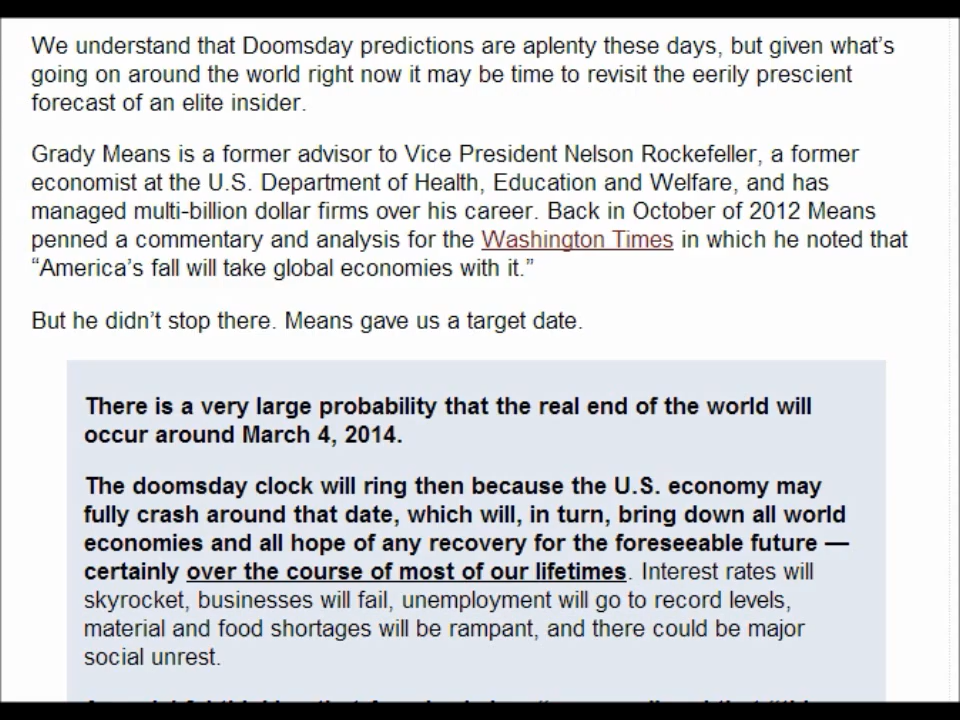 We understand that Doomsday predictions are aplenty these days, but given what's
going on around the world right now it may be time to revisit the eerily prescient
forecast of an elite insider.
Grady Means is a former advisor to Vice President Nelson Rockefeller, a former
economist at the U.S. Department of Health, Education and Welfare, and has
managed multi-billion dollar firms over his career. Back in October of 2012 Means
penned a commentary and analysis for the Washington Times in which he noted that
“America's fall will take global economies with it.”
But he didn't stop there. Means gave us a target date.
There is a very large probability that the real end of the world will
occur around March 4, 2014.
The doomsday clock will ring then because the U.S. economy may
fully crash around that date, which will, in turn, bring down all world
economies and all hope of any recovery for the foreseeable future —
certainly over the course of most of our lifetimes. Interest rates will
skyrocket, businesses will fail, unemployment will go to record levels,
material and food shortages will be rampant, and there could be major
social unrest.